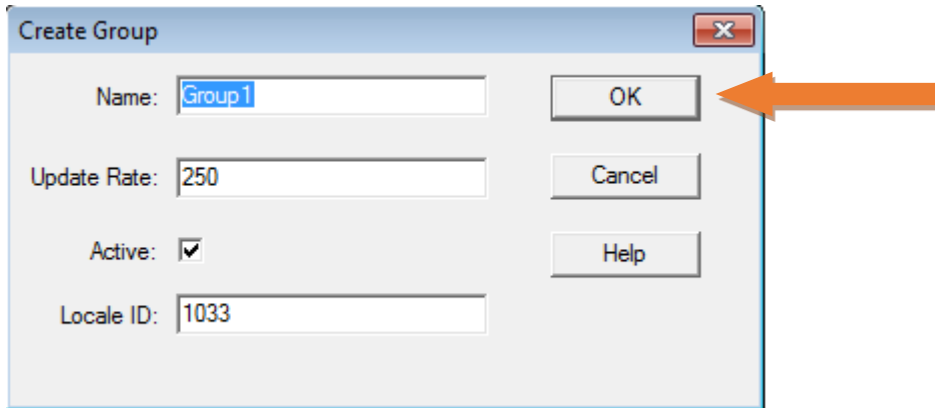 Create Group
Name: Group1 OK
Update Rate: 250 Cancel
Active: Help
Locale ID: 1033